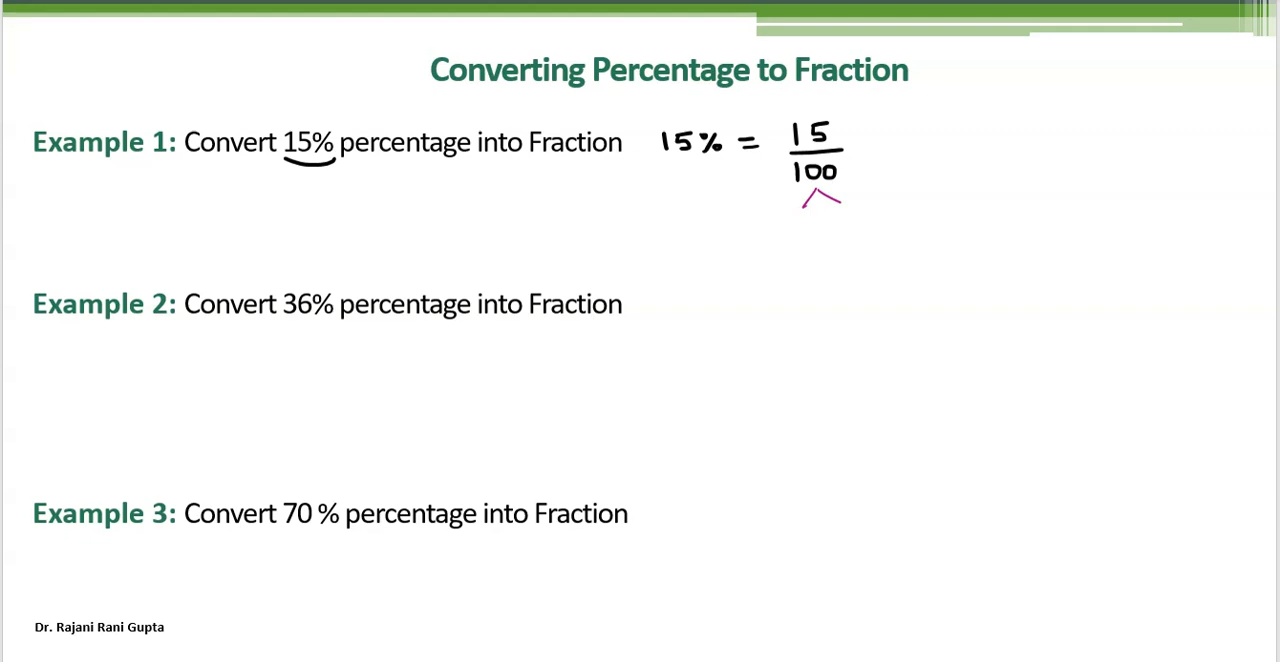 Converting Percentage to Fraction
Example 1: Convert 15% percentage into Fraction 15% = 15/100
Example 2: Convert 36% percentage into Fraction
Example 3: Convert 70 % percentage into Fraction
Dr. Rajani Rani Gupta